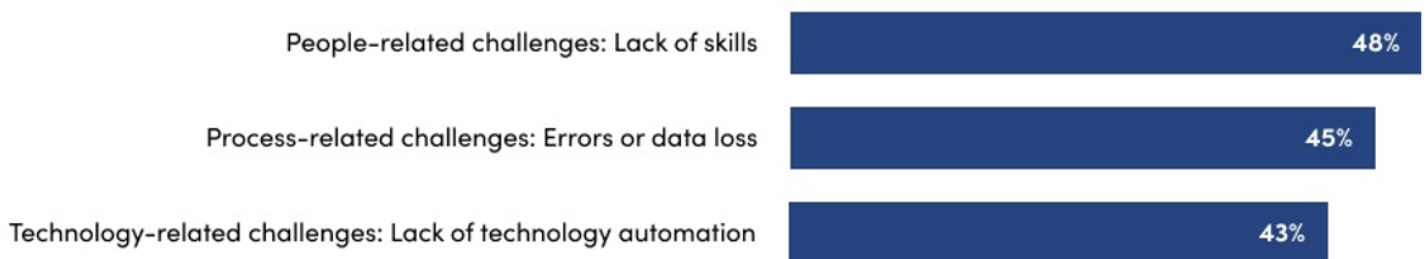 People-related challenges: Lack of skills 48%
Process-related challenges: Errors or data loss 45%
Technology-related challenges: Lack of technology automation 43%